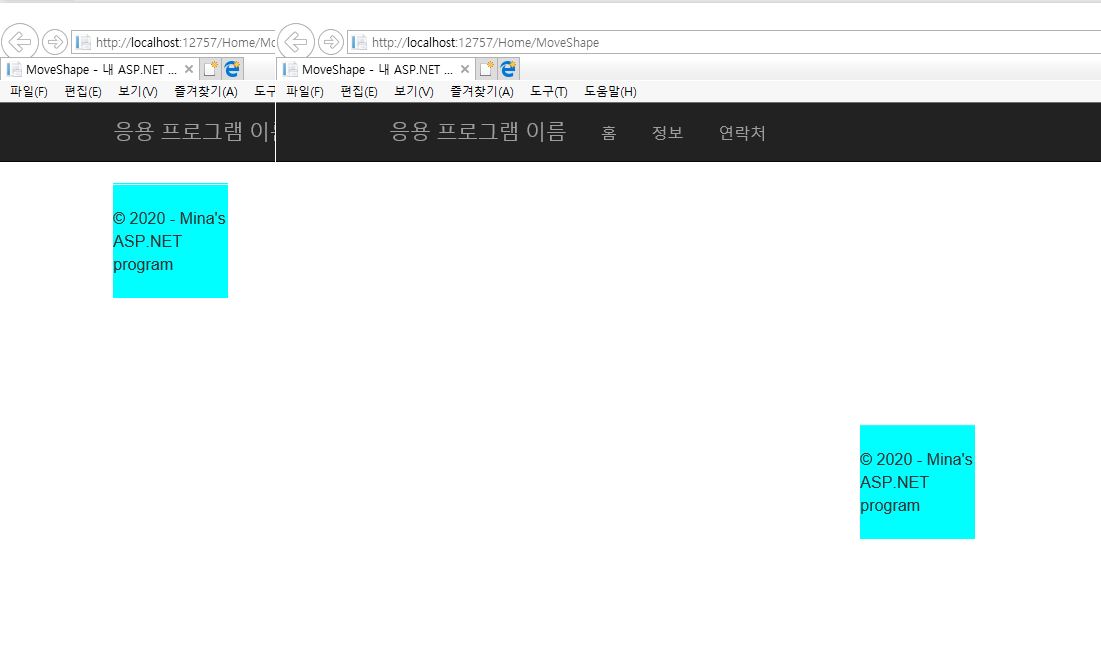 http://localhost:12757/Home/Mo
http://localhost:12757/Home/MoveShape
MoveShape - 내 ASP.NET ...
MoveShape - 내 ASP.NET ...
파일(F) 편집(E) 보기(V) 즐겨찾기(A) 도구
파일(F) 편집(E) 보기(V) 즐겨찾기(A) 도구(T) 도움말(H)
응용 프로그램 이
응용 프로그램 이름 홈 정보 연락처
© 2020 - Mina's
ASP.NET
program
© 2020 - Mina's
ASP.NET
program